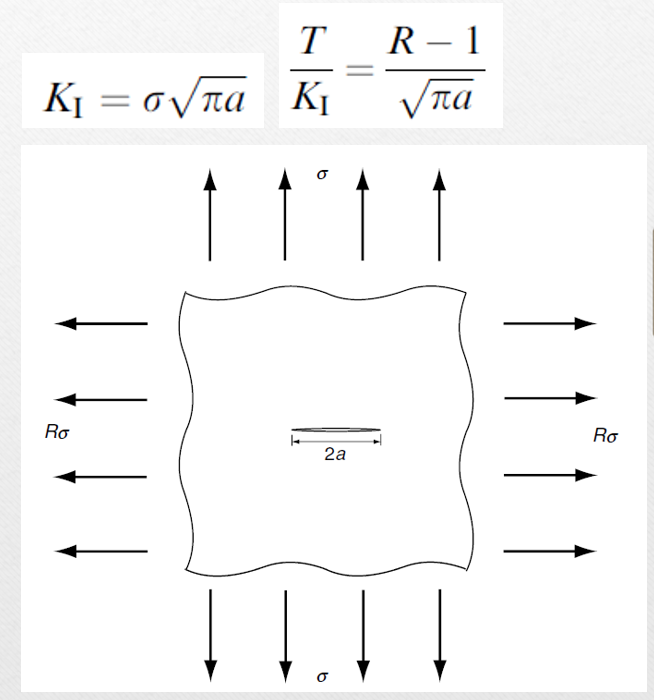 K_I = σ√(πa)
T/K_I = (R − 1)/√(πa)
σ
Rσ
Rσ
2a
σ